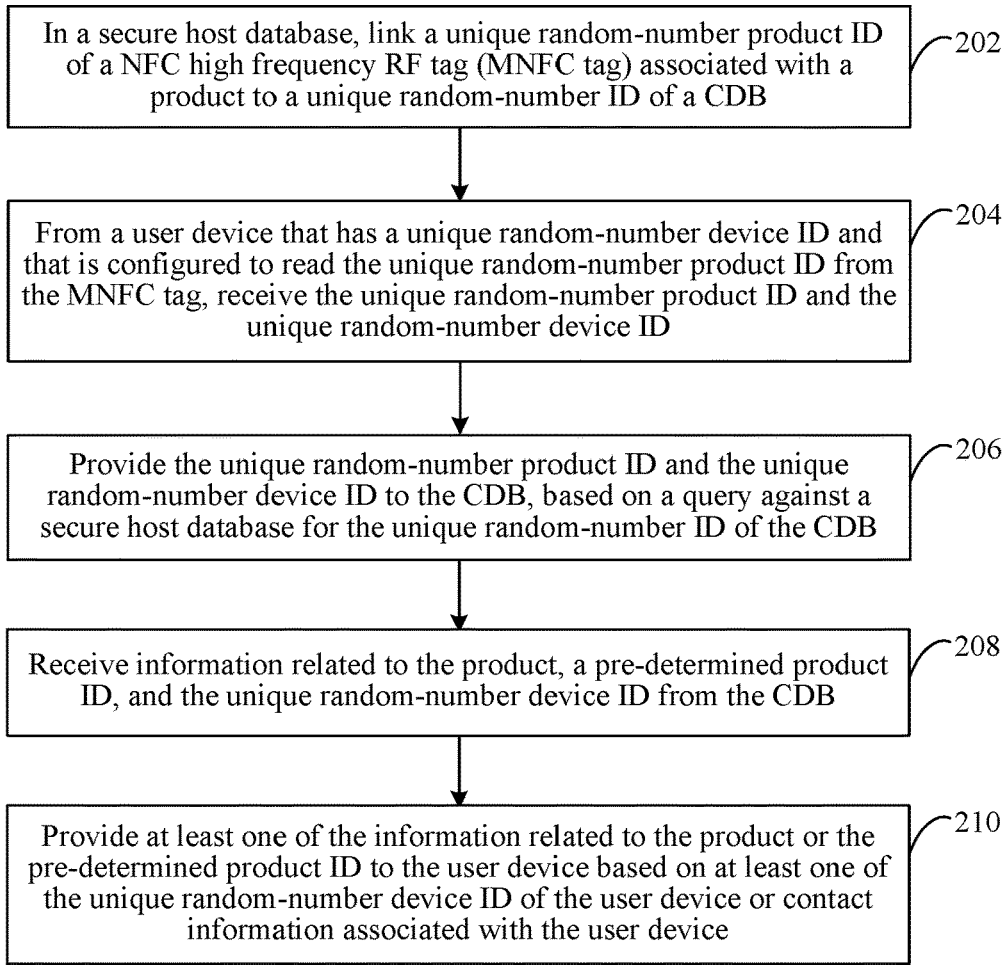 In a secure host database, link a unique random-number product ID
of a NFC high frequency RF tag (MNFC tag) associated with a
product to a unique random-number ID of a CDB
202
From a user device that has a unique random-number device ID and
that is configured to read the unique random-number product ID from
the MNFC tag, receive the unique random-number product ID and the
unique random-number device ID
204
Provide the unique random-number product ID and the unique
random-number device ID to the CDB, based on a query against a
secure host database for the unique random-number ID of the CDB
206
Receive information related to the product, a pre-determined product
ID, and the unique random-number device ID from the CDB
208
Provide at least one of the information related to the product or the
pre-determined product ID to the user device based on at least one of
the unique random-number device ID of the user device or contact
information associated with the user device
210